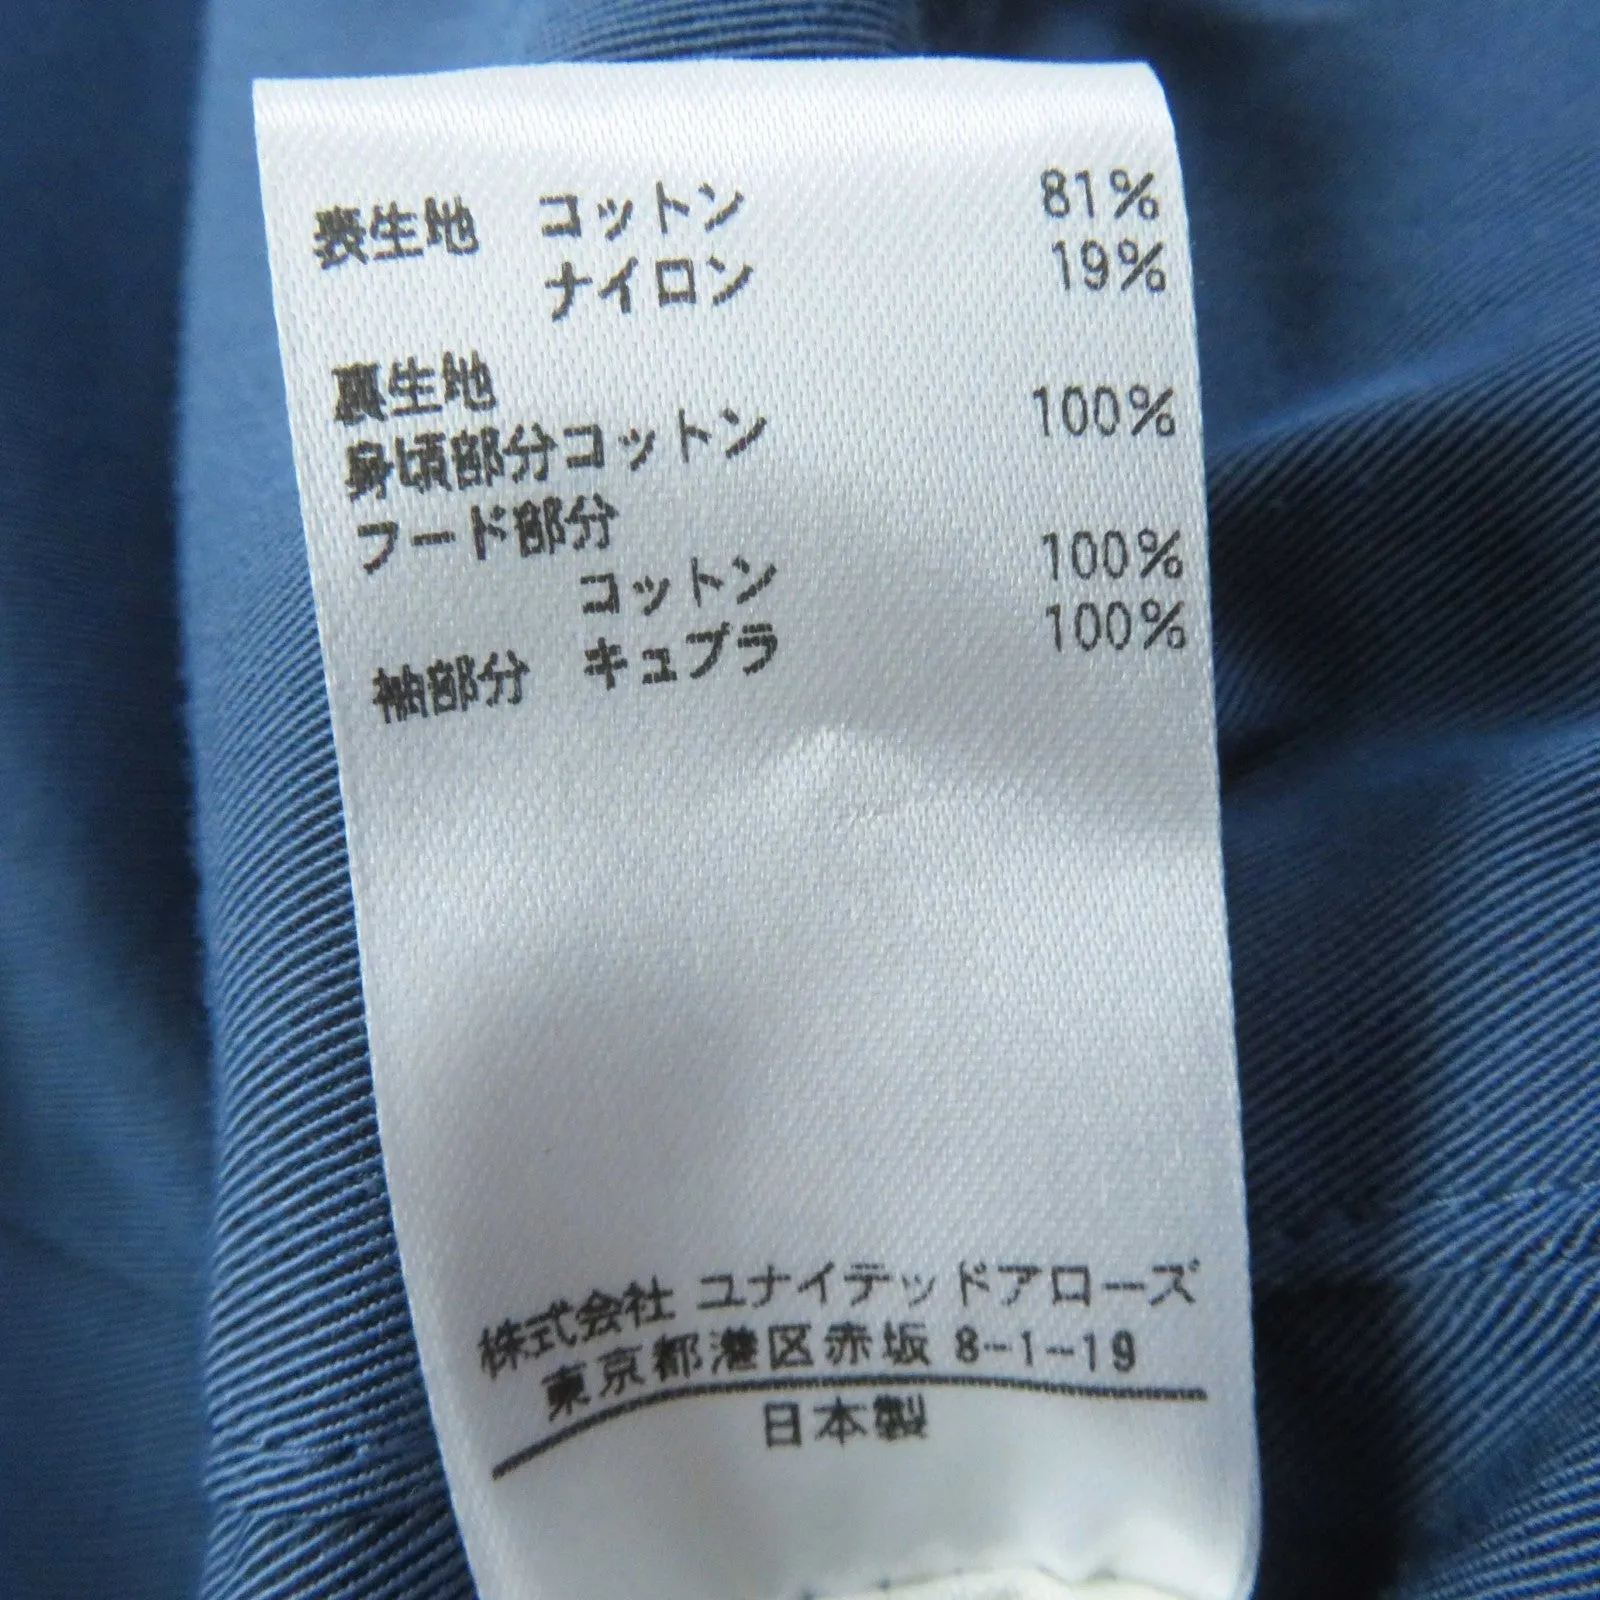 表生地 コットン 81%
ナイロン 19%
裏生地
身頃部分コットン 100%
フード部分
コットン 100%
袖部分 キュプラ 100%
株式会社 ユナイテッドアローズ
東京都港区赤坂 8-1-19
日本製